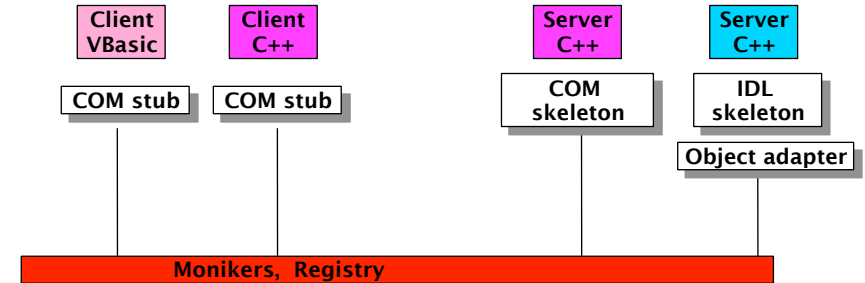 Client
VBasic
Client
C++
Server
C++
Server
C++
COM stub
COM stub
COM
skeleton
IDL
skeleton
Object adapter
Monikers, Registry